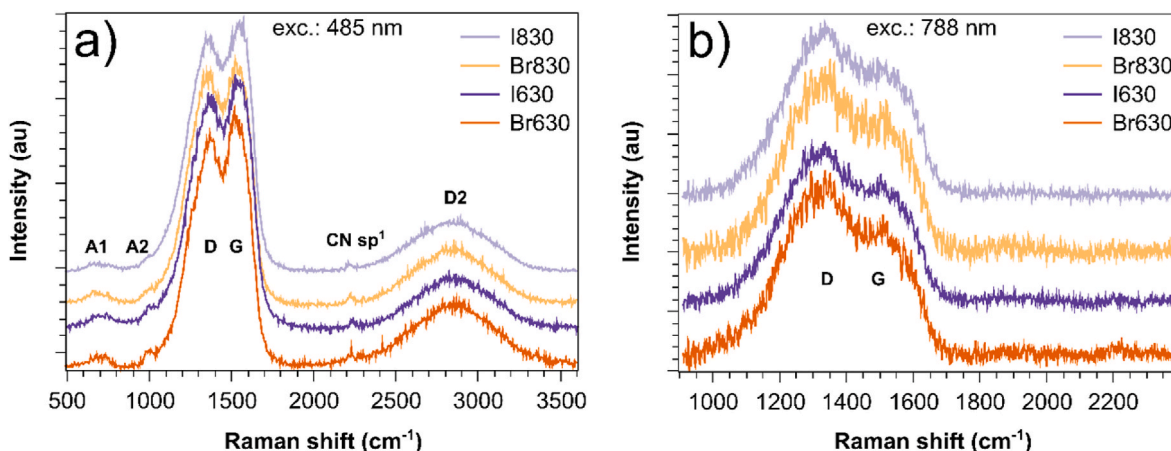 a)
exc.: 485 nm
I830
Br830
I630
Br630
Intensity (au)
A1
A2
D
G
CN sp¹
D2
500 1000 1500 2000 2500 3000 3500
Raman shift (cm⁻¹)
b)
exc.: 788 nm
I830
Br830
I630
Br630
Intensity (au)
D
G
1000 1200 1400 1600 1800 2000 2200
Raman shift (cm⁻¹)